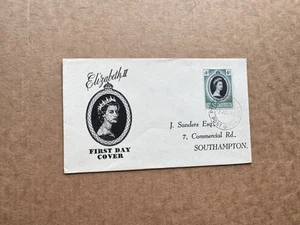 Elizabeth II
FIRST DAY
COVER
J. Sanders Esq.,
7, Commercial Rd.,
SOUTHAMPTON.